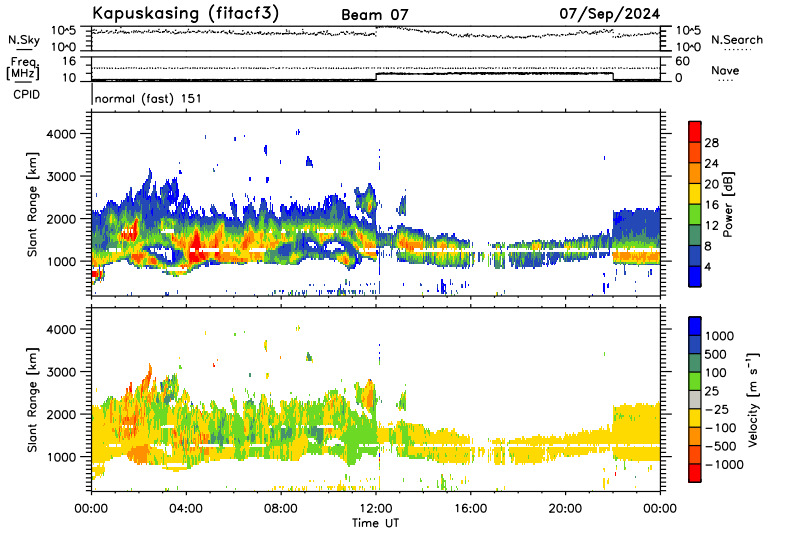 Kapuskasing (fitacf3) Beam 07 07/Sep/2024
N.Sky 10^5 10^0 10^5 10^0 N.Search
Freq. [MHz] 16 10 60 0 Nave
CPID normal (fast) 151
Slant Range [km] 4000 3000 2000 1000
28 24 20 16 12 8 4 Power [dB]
Slant Range [km] 4000 3000 2000 1000
1000 500 100 25 −25 −100 −500 −1000 Velocity [m s⁻¹]
00:00 04:00 08:00 12:00 16:00 20:00 00:00
Time UT